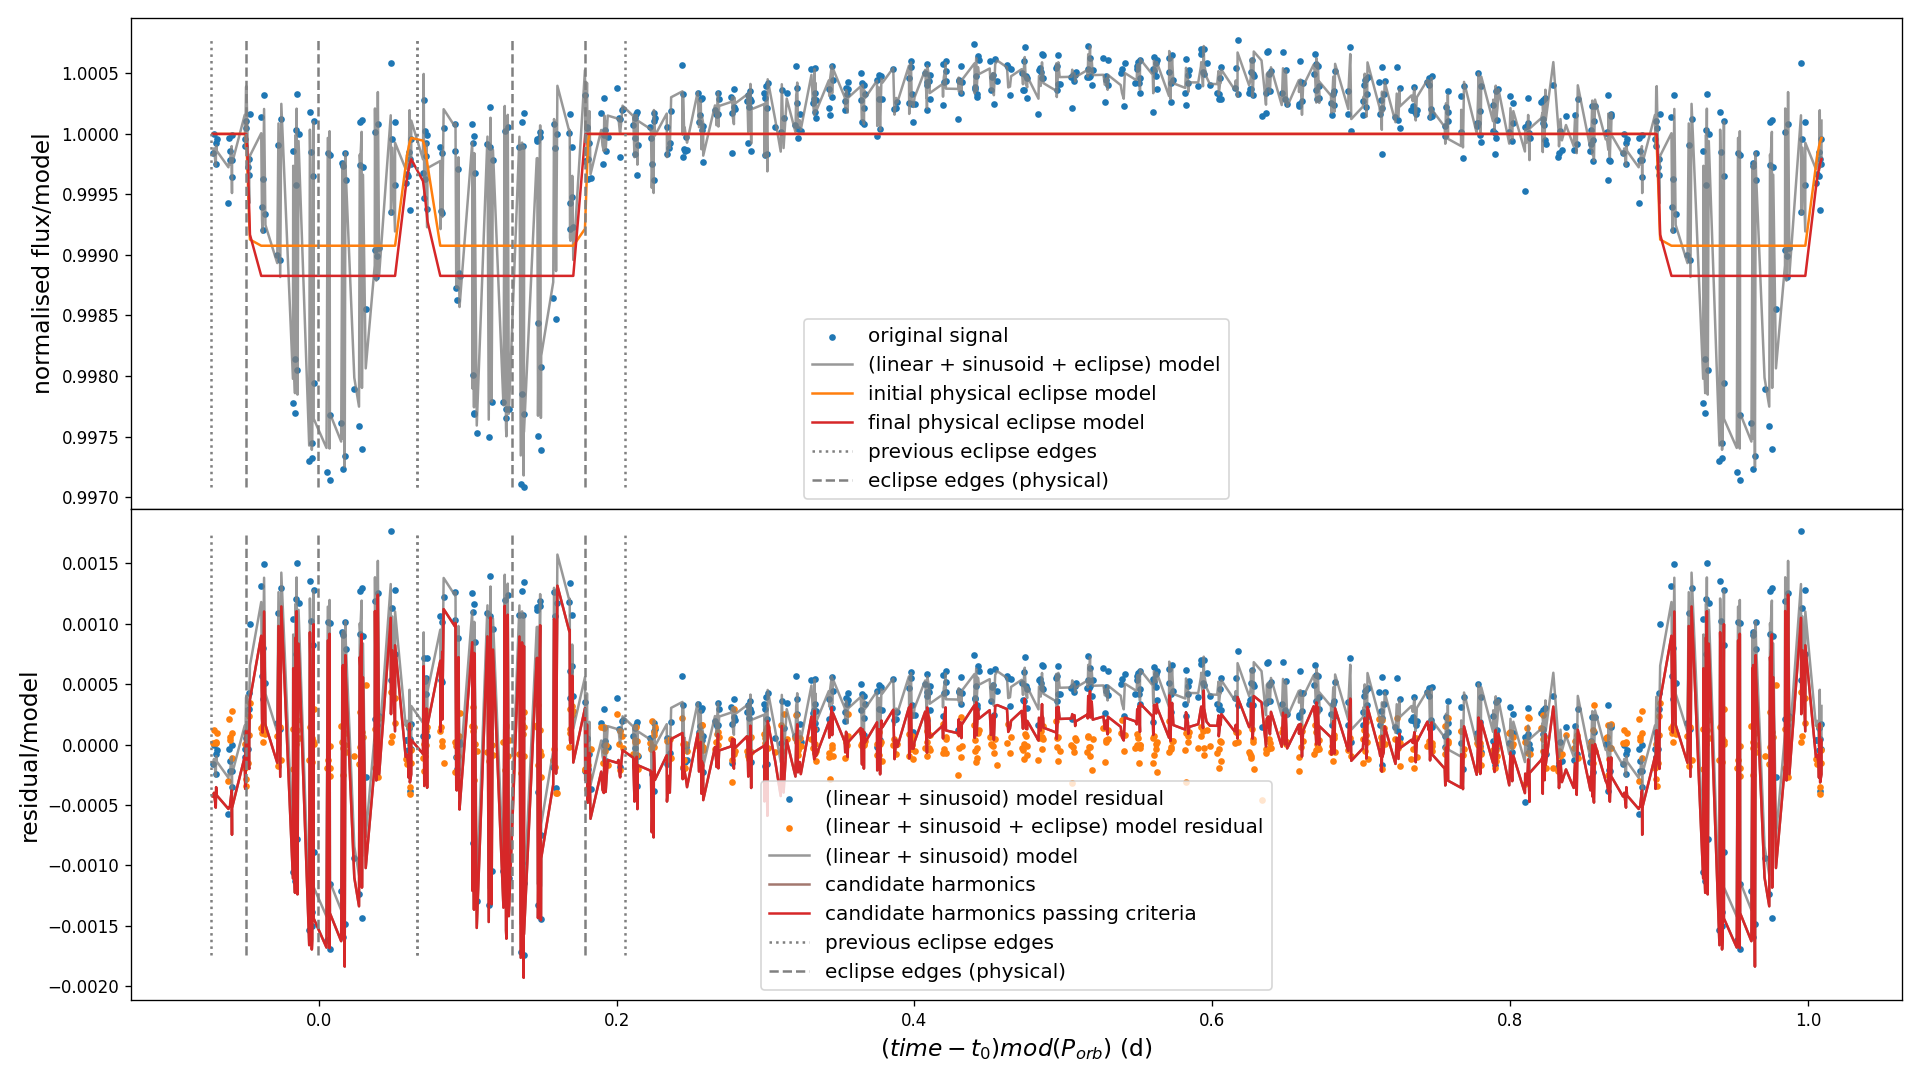 normalised flux/model
1.0005
1.0000
0.9995
0.9990
0.9985
0.9980
0.9975
0.9970
original signal
(linear + sinusoid + eclipse) model
initial physical eclipse model
final physical eclipse model
previous eclipse edges
eclipse edges (physical)
residual/model
0.0015
0.0010
0.0005
0.0000
−0.0005
−0.0010
−0.0015
−0.0020
(linear + sinusoid) model residual
(linear + sinusoid + eclipse) model residual
(linear + sinusoid) model
candidate harmonics
candidate harmonics passing criteria
previous eclipse edges
eclipse edges (physical)
0.0 0.2 0.4 0.6 0.8 1.0
(time − t₀)mod(P_{orb}) (d)